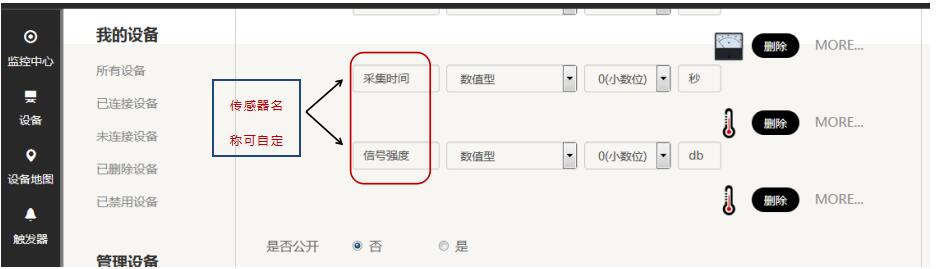 监控中心
设备
设备地图
触发器
我的设备
所有设备
已连接设备
未连接设备
已删除设备
已禁用设备
管理设备
传感器名
称可自定
删除 MORE...
采集时间 数值型 0(小数位) 秒
删除 MORE...
信号强度 数值型 0(小数位) db
删除 MORE...
是否公开 否 是